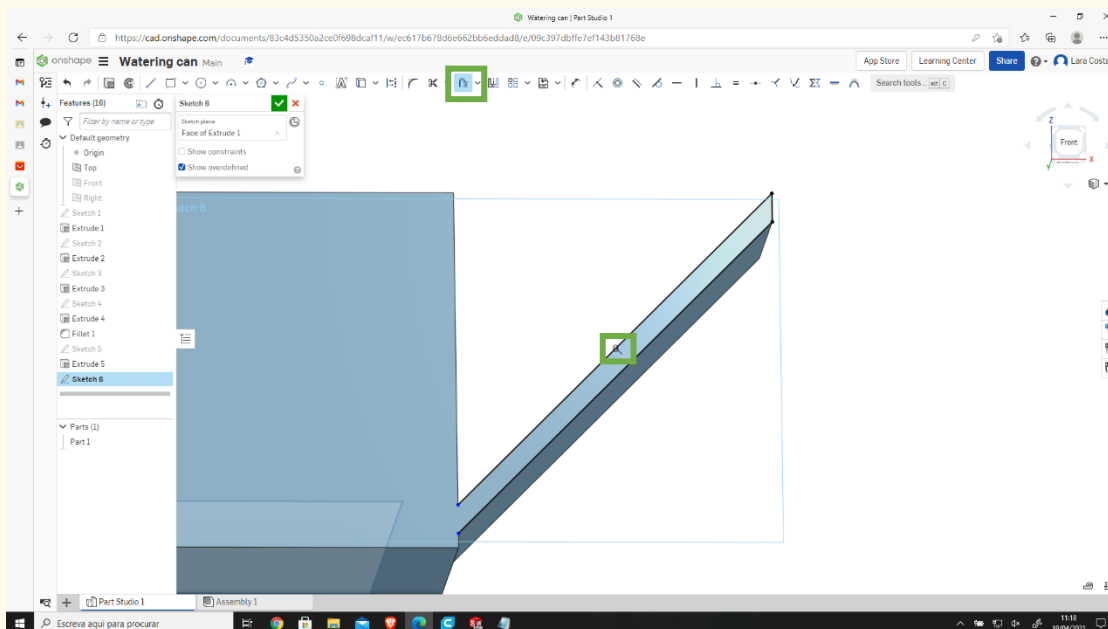 Watering can | Part Studio 1
https://cad.onshape.com/documents/83c4d5350a2ce0f698dcaf11/w/ec617b678d6e662bb6eddad8/e/09c397dbffe7ef143b81768e
onshape Watering can Main
App Store Learning Center Share Lara Costa
Search tools... alt C
Features (16)
Filter by name or type
Default geometry
Origin
Top
Front
Right
Sketch 1
Extrude 1
Sketch 2
Extrude 2
Sketch 3
Extrude 3
Sketch 4
Extrude 4
Fillet 1
Sketch 5
Extrude 5
Sketch 6
Parts (1)
Part 1
Sketch 6
Sketch plane
Face of Extrude 1
Show constraints
Show overdefined
Z
Front
X
Y
Part Studio 1 Assembly 1
Escreva aqui para procurar
11:18
19/04/2021